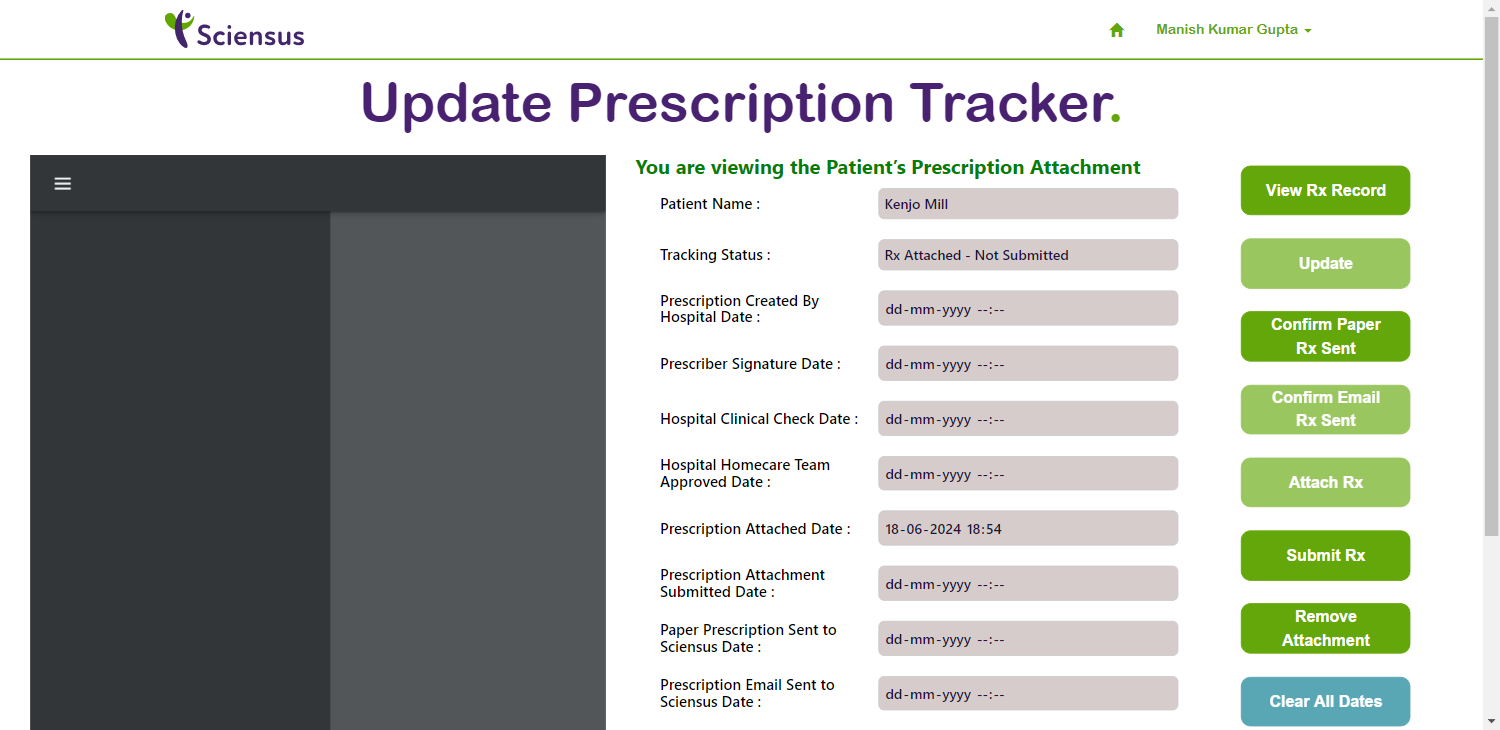 Sciensus
Manish Kumar Gupta
Update Prescription Tracker.
You are viewing the Patient’s Prescription Attachment
Patient Name :
Kenjo Mill
Tracking Status :
Rx Attached - Not Submitted
Prescription Created By
Hospital Date :
dd-mm-yyyy --:--
Prescriber Signature Date :
dd-mm-yyyy --:--
Hospital Clinical Check Date :
dd-mm-yyyy --:--
Hospital Homecare Team
Approved Date :
dd-mm-yyyy --:--
Prescription Attached Date :
18-06-2024 18:54
Prescription Attachment
Submitted Date :
dd-mm-yyyy --:--
Paper Prescription Sent to
Sciensus Date :
dd-mm-yyyy --:--
Prescription Email Sent to
Sciensus Date :
dd-mm-yyyy --:--
View Rx Record
Update
Confirm Paper
Rx Sent
Confirm Email
Rx Sent
Attach Rx
Submit Rx
Remove
Attachment
Clear All Dates